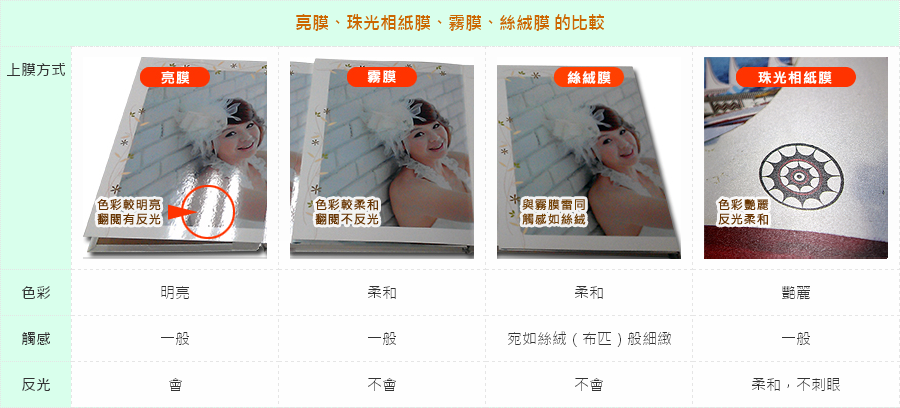 亮膜、珠光相紙膜、霧膜、絲絨膜 的比較
上膜方式
亮膜
色彩較明亮
翻閱有反光
霧膜
色彩較柔和
翻閱不反光
絲絨膜
與霧膜雷同
觸感如絲絨
珠光相紙膜
色彩艷麗
反光柔和
色彩 明亮 柔和 柔和 艷麗
觸感 一般 一般 宛如絲絨（布匹）般細緻 一般
反光 會 不會 不會 柔和，不刺眼